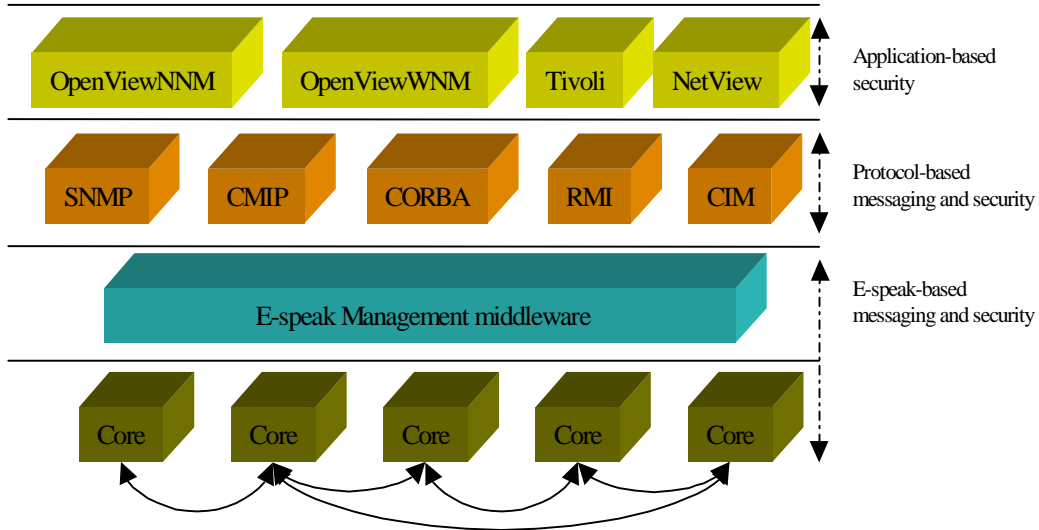 OpenViewNNM
OpenViewWNM
Tivoli
NetView
Application-based
security
SNMP
CMIP
CORBA
RMI
CIM
Protocol-based
messaging and security
E-speak Management middleware
E-speak-based
messaging and security
Core
Core
Core
Core
Core